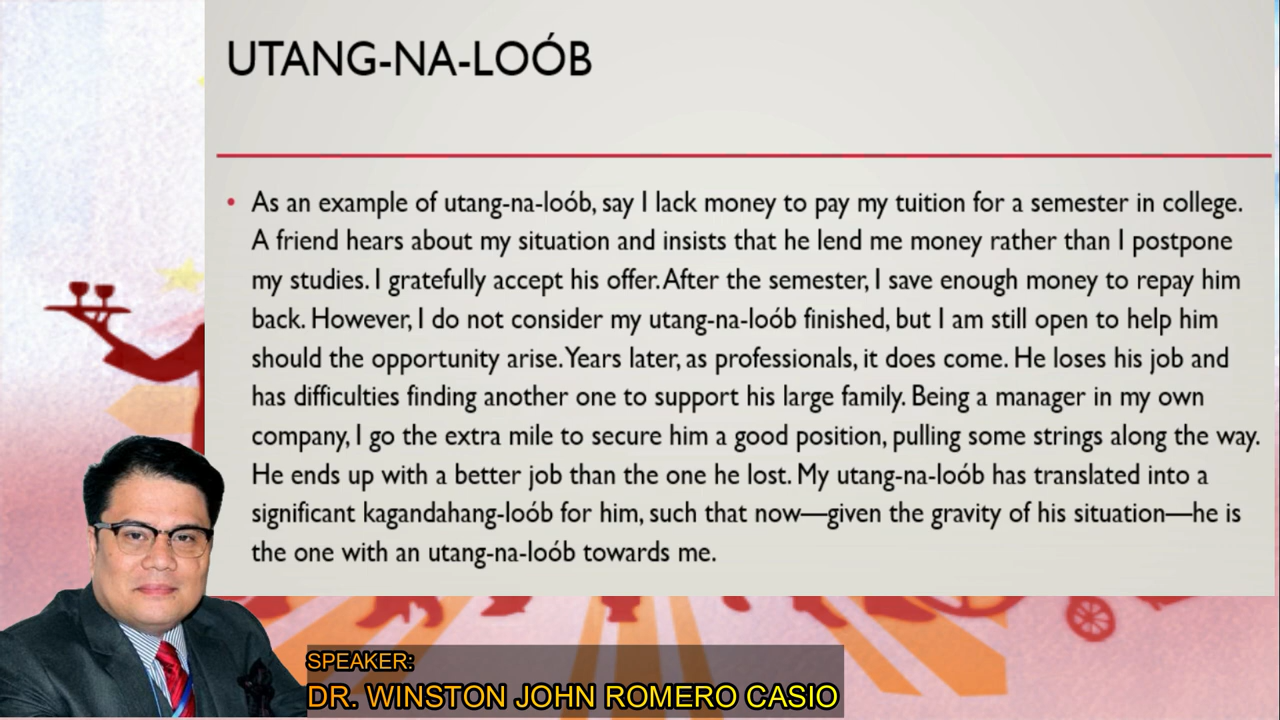 UTANG-NA-LOÓB
• As an example of utang-na-loób, say I lack money to pay my tuition for a semester in college.
A friend hears about my situation and insists that he lend me money rather than I postpone
my studies. I gratefully accept his offer. After the semester, I save enough money to repay him
back. However, I do not consider my utang-na-loób finished, but I am still open to help him
should the opportunity arise. Years later, as professionals, it does come. He loses his job and
has difficulties finding another one to support his large family. Being a manager in my own
company, I go the extra mile to secure him a good position, pulling some strings along the way.
He ends up with a better job than the one he lost. My utang-na-loób has translated into a
significant kagandahang-loób for him, such that now—given the gravity of his situation—he is
the one with an utang-na-loób towards me.
SPEAKER:
DR. WINSTON JOHN ROMERO CASIO